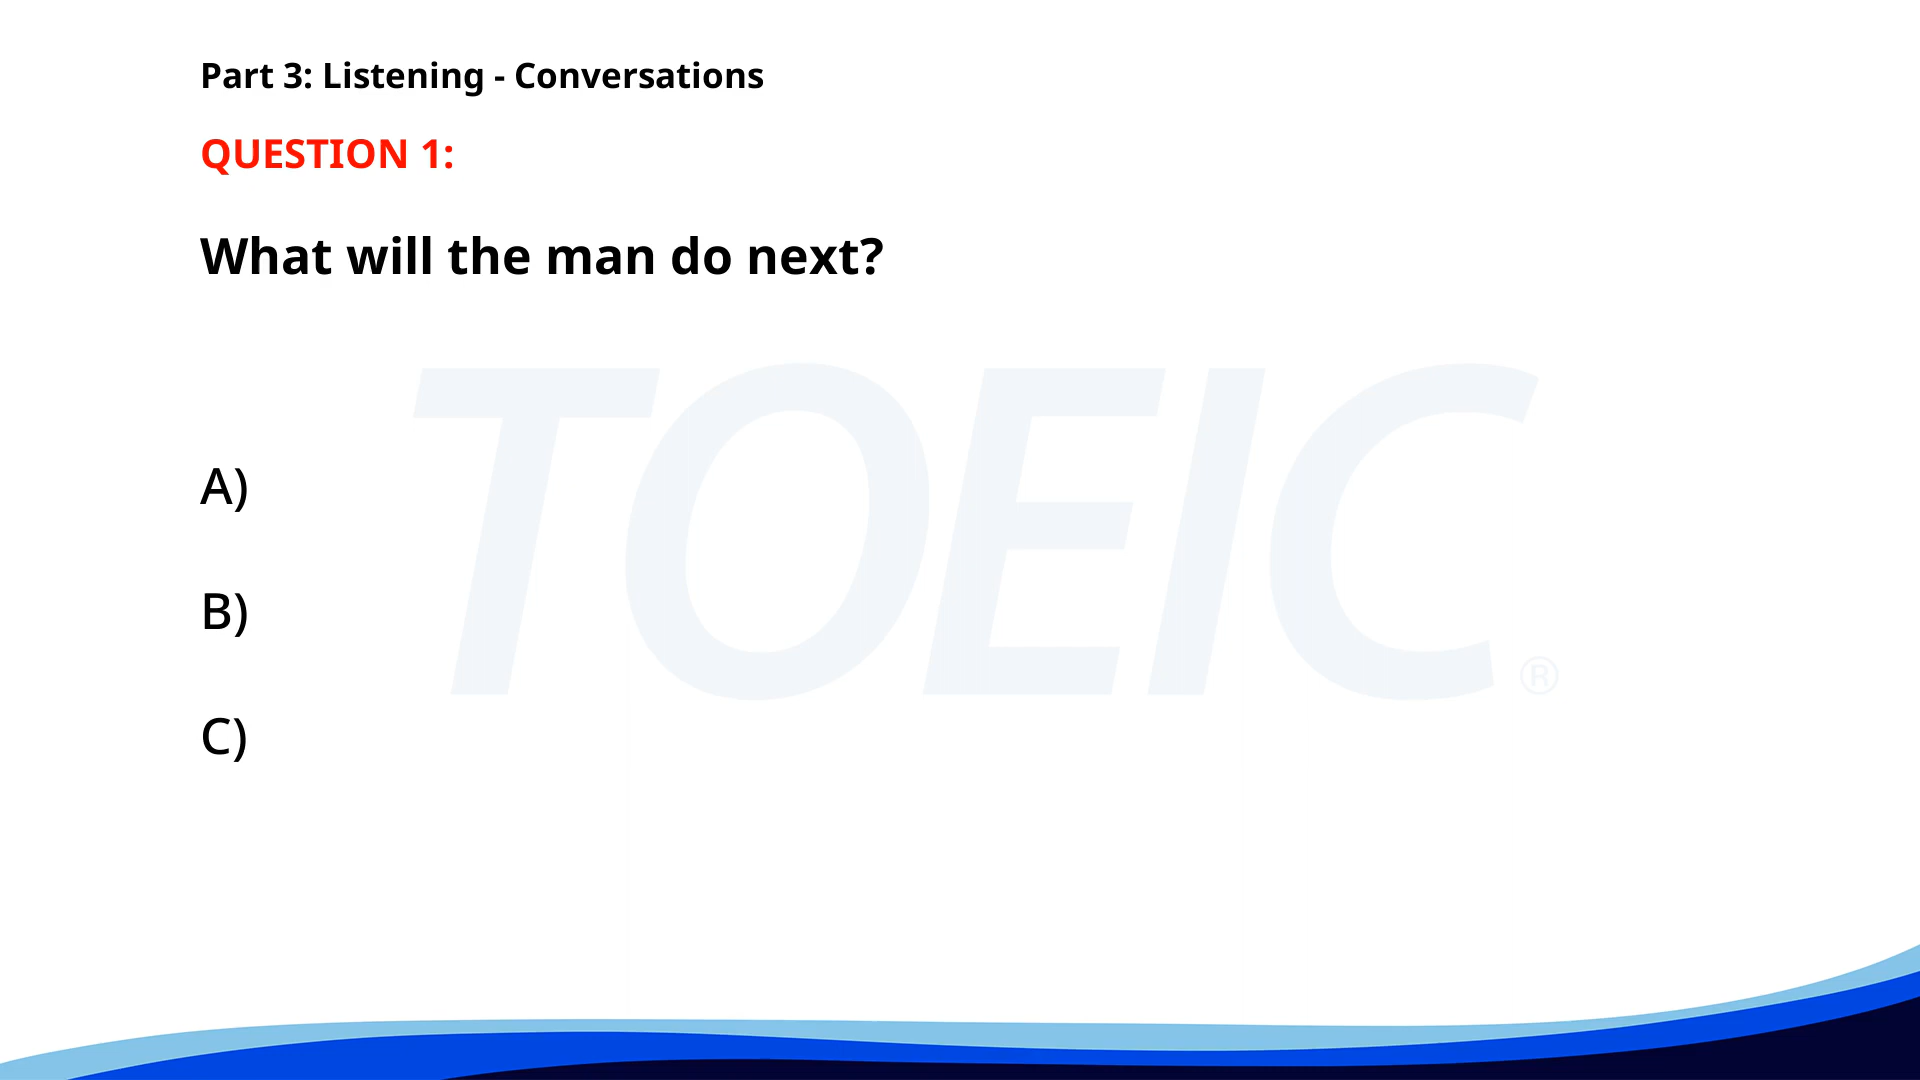 Part 3: Listening - Conversations
QUESTION 1:
What will the man do next?
TOEIC®
A)
B)
C)